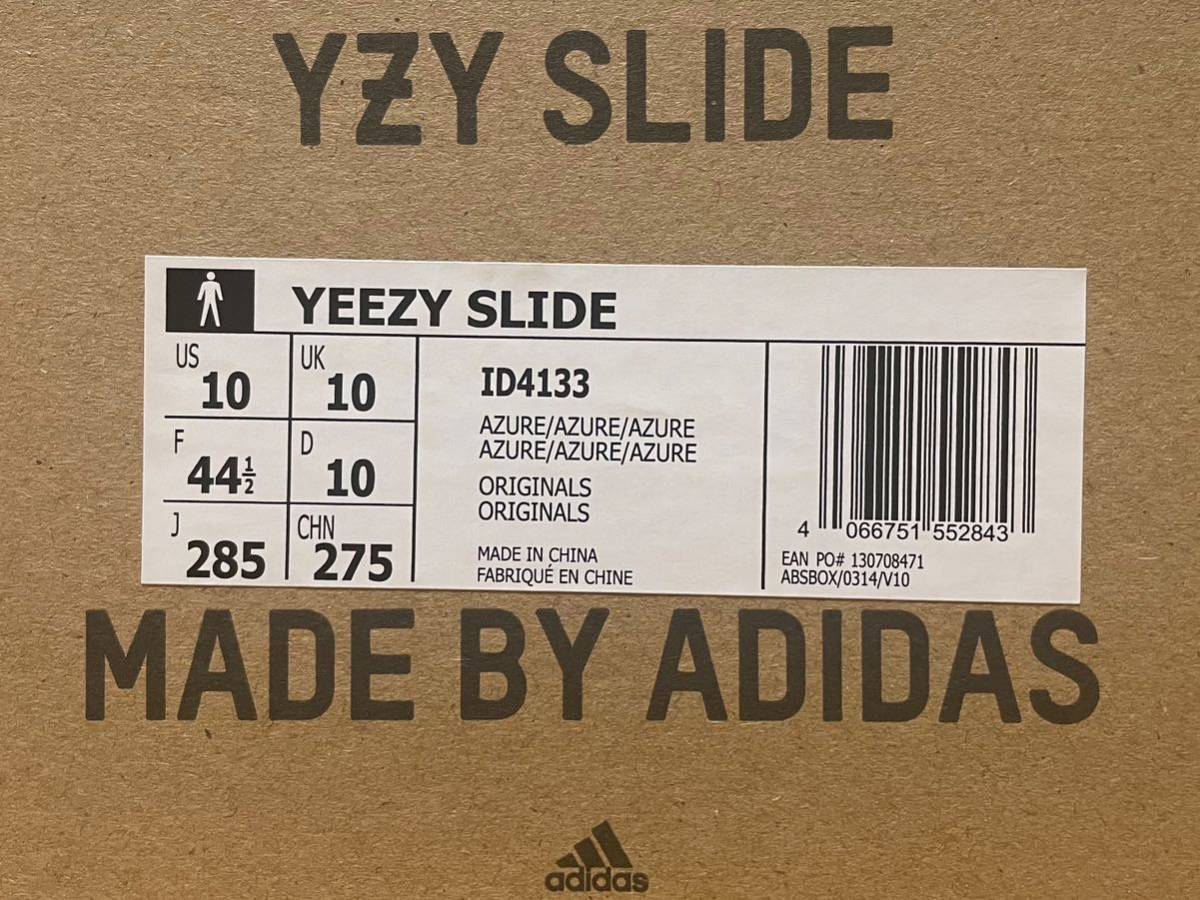 YZY SLIDE
YEEZY SLIDE
US 10 UK 10
F 44½ D 10
J 285 CHN 275
ID4133
AZURE/AZURE/AZURE
AZURE/AZURE/AZURE
ORIGINALS
ORIGINALS
MADE IN CHINA
FABRIQUÉ EN CHINE
4 066751 552843
EAN PO# 130708471
ABSBOX/0314/V10
MADE BY ADIDAS
adidas